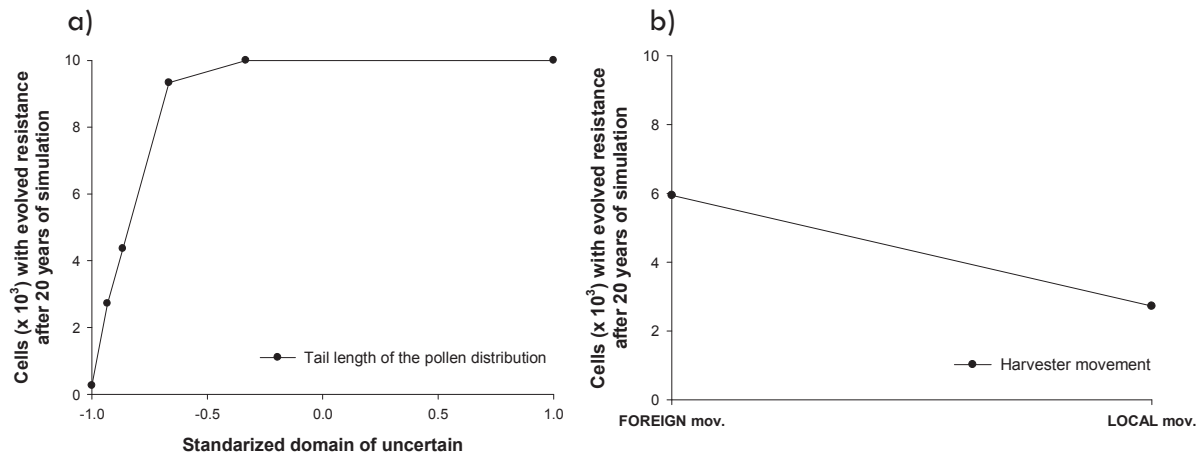 a)
Cells (x 10³) with evolved resistance
after 20 years of simulation
10
8
6
4
2
0
-1.0
-0.5
0.0
0.5
1.0
Tail length of the pollen distribution
Standarized domain of uncertain
b)
Cells (x 10³) with evolved resistance
after 20 years of simulation
10
8
6
4
2
0
Harvester movement
FOREIGN mov.
LOCAL mov.